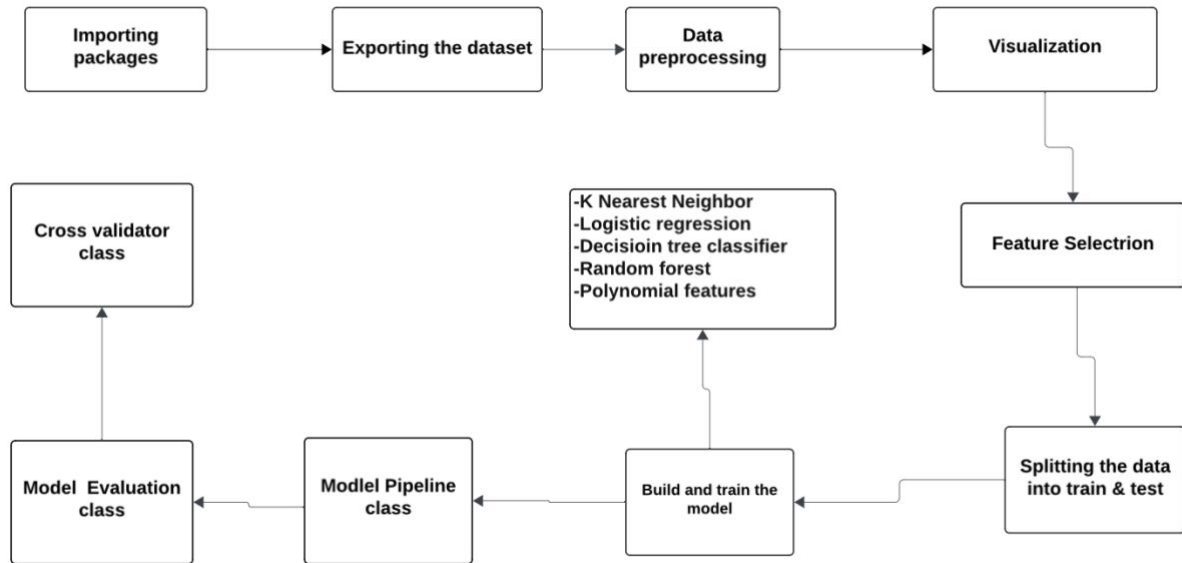 Importing
packages
Exporting the dataset
Data
preprocessing
Visualization
Cross validator
class
-K Nearest Neighbor
-Logistic regression
-Decisioin tree classifier
-Random forest
-Polynomial features
Feature Selectrion
Model Evaluation
class
Modlel Pipeline
class
Build and train the
model
Splitting the data
into train & test